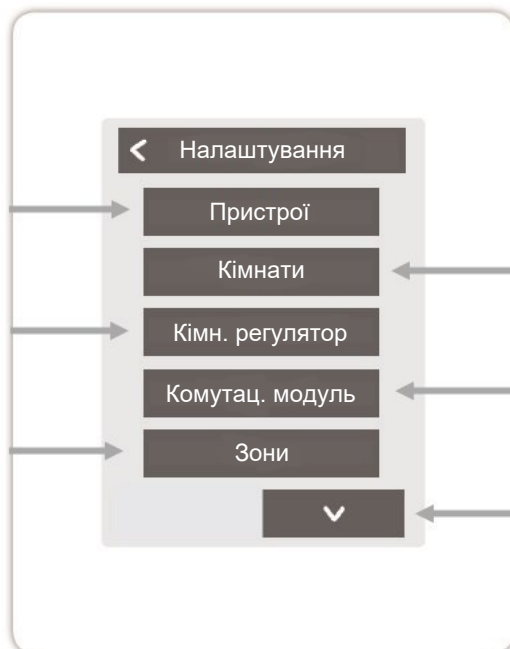 Налаштування
Пристрої
Кімнати
Кімн. регулятор
Комутац. модуль
Зони